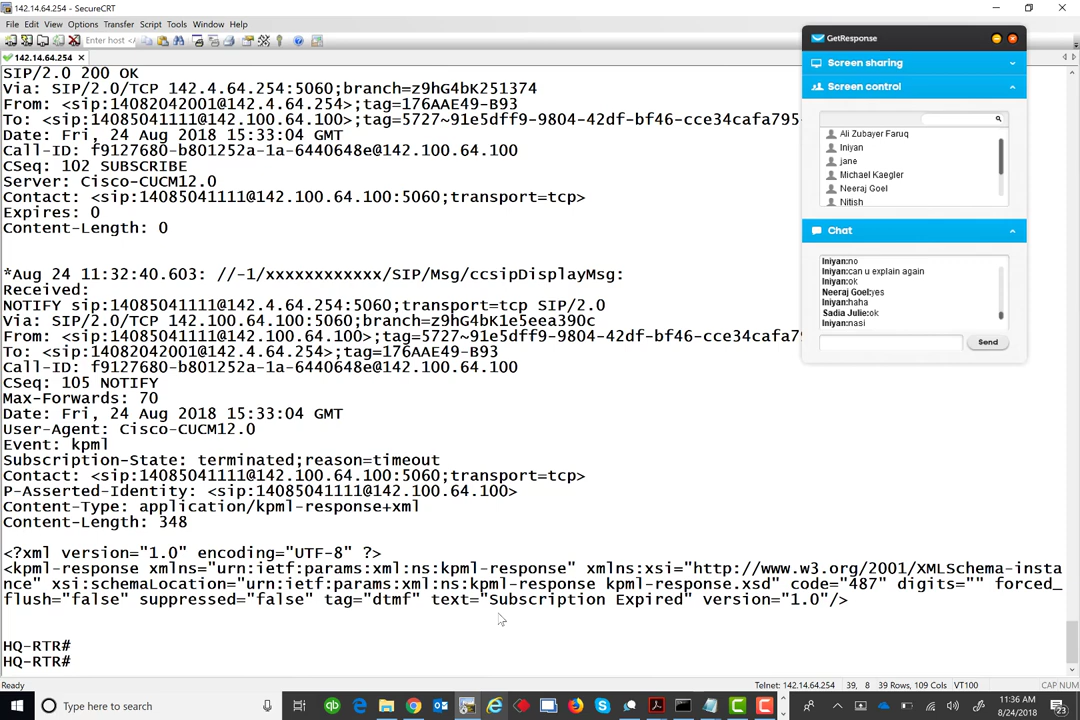 142.14.64.254 - SecureCRT
File Edit View Options Transfer Script Tools Window Help
Enter host <
142.14.64.254
SIP/2.0 200 OK
Via: SIP/2.0/TCP 142.4.64.254:5060;branch=z9hG4bK251374
From: <sip:14082042001@142.4.64.254>;tag=176AAE49-B93
To: <sip:14085041111@142.100.64.100>;tag=5727~91e5dff9-9804-42df-bf46-cce34cafa795-
Date: Fri, 24 Aug 2018 15:33:04 GMT
Call-ID: f9127680-b801252a-1a-6440648e@142.100.64.100
CSeq: 102 SUBSCRIBE
Server: Cisco-CUCM12.0
Contact: <sip:14085041111@142.100.64.100:5060;transport=tcp>
Expires: 0
Content-Length: 0
*Aug 24 11:32:40.603: //-1/xxxxxxxxxxxx/SIP/Msg/ccsipDisplayMsg:
Received:
NOTIFY sip:14085041111@142.4.64.254:5060;transport=tcp SIP/2.0
Via: SIP/2.0/TCP 142.100.64.100:5060;branch=z9hG4bK1e5eea390c
From: <sip:14085041111@142.100.64.100>;tag=5727~91e5dff9-9804-42df-bf46-cce34cafa79
To: <sip:14082042001@142.4.64.254>;tag=176AAE49-B93
Call-ID: f9127680-b801252a-1a-6440648e@142.100.64.100
CSeq: 105 NOTIFY
Max-Forwards: 70
Date: Fri, 24 Aug 2018 15:33:04 GMT
User-Agent: Cisco-CUCM12.0
Event: kpml
Subscription-State: terminated;reason=timeout
Contact: <sip:14085041111@142.100.64.100:5060;transport=tcp>
P-Asserted-Identity: <sip:14085041111@142.100.64.100>
Content-Type: application/kpml-response+xml
Content-Length: 348
<?xml version="1.0" encoding="UTF-8" ?>
<kpml-response xmlns="urn:ietf:params:xml:ns:kpml-response" xmlns:xsi="http://www.w3.org/2001/XMLSchema-insta
nce" xsi:schemaLocation="urn:ietf:params:xml:ns:kpml-response kpml-response.xsd" code="487" digits="" forced_
flush="false" suppressed="false" tag="dtmf" text="Subscription Expired" version="1.0"/>
HQ-RTR#
HQ-RTR#
GetResponse
Screen sharing
Screen control
Ali Zubayer Faruq
Iniyan
jane
Michael Kaegler
Neeraj Goel
Nitish
Chat
Iniyan:no
Iniyan:can u explain again
Iniyan:ok
Neeraj Goel:yes
Iniyan:haha
Sadia Julie:ok
Iniyan:nasi
Send
Ready
Telnet: 142.14.64.254
39, 8
39 Rows, 109 Cols
VT100
CAP NUM
Type here to search
11:36 AM
8/24/2018
23